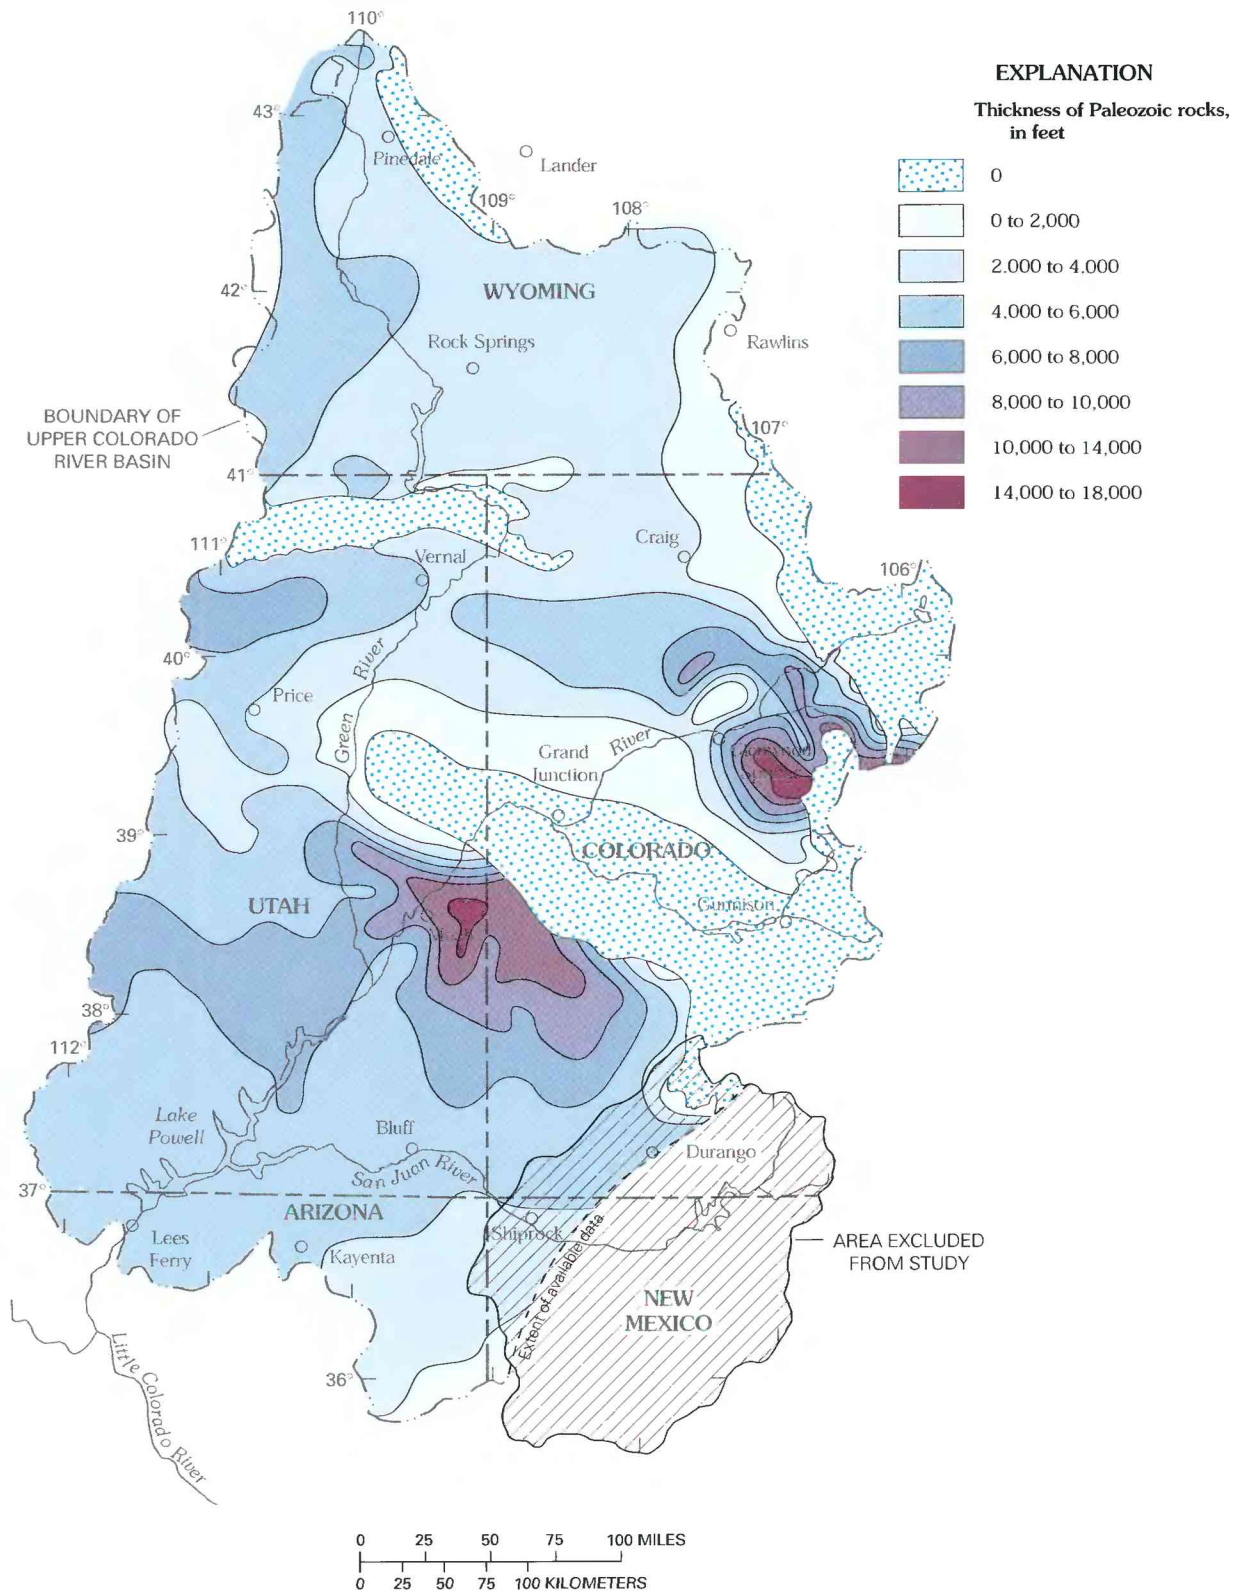 110°
EXPLANATION
Thickness of Paleozoic rocks,
in feet
0
0 to 2,000
2.000 to 4.000
4,000 to 6,000
6,000 to 8,000
8,000 to 10,000
10,000 to 14,000
14,000 to 18,000
43°
Pinedale
Lander
109°
108°
42°
WYOMING
Rock Springs
Rawlins
BOUNDARY OF
UPPER COLORADO
RIVER BASIN
107°
41°
Craig
111°
Vernal
106°
40°
River
Green
Price
Grand
Junction
River
39°
COLORADO
UTAH
Gunnison
38°
112°
Lake
Powell
Bluff
San Juan River
Durango
37°
ARIZONA
Lees
Ferry
Kayenta
Shiprock
Extent of available data
AREA EXCLUDED
FROM STUDY
NEW
MEXICO
36°
Little Colorado River
0 25 50 75 100 MILES
0 25 50 75 100 KILOMETERS